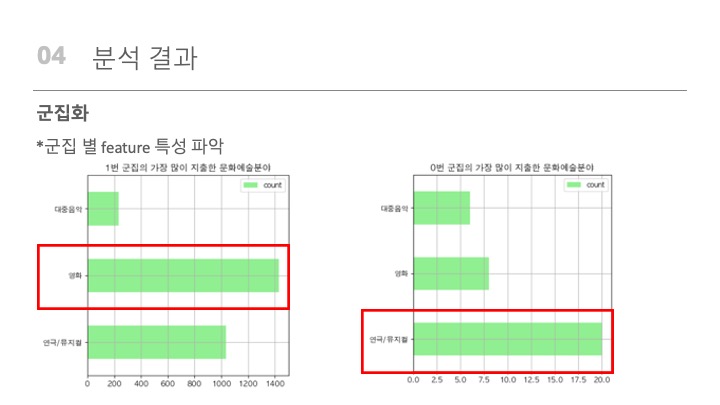 04 분석 결과
군집화
*군집 별 feature 특성 파악
1번 군집의 가장 많이 지출한 문화예술분야
count
대중음악
영화
연극/뮤지컬
0 200 400 600 800 1000 1200 1400
0번 군집의 가장 많이 지출한 문화예술분야
count
대중음악
영화
연극/뮤지컬
0.0 2.5 5.0 7.5 10.0 12.5 15.0 17.5 20.0